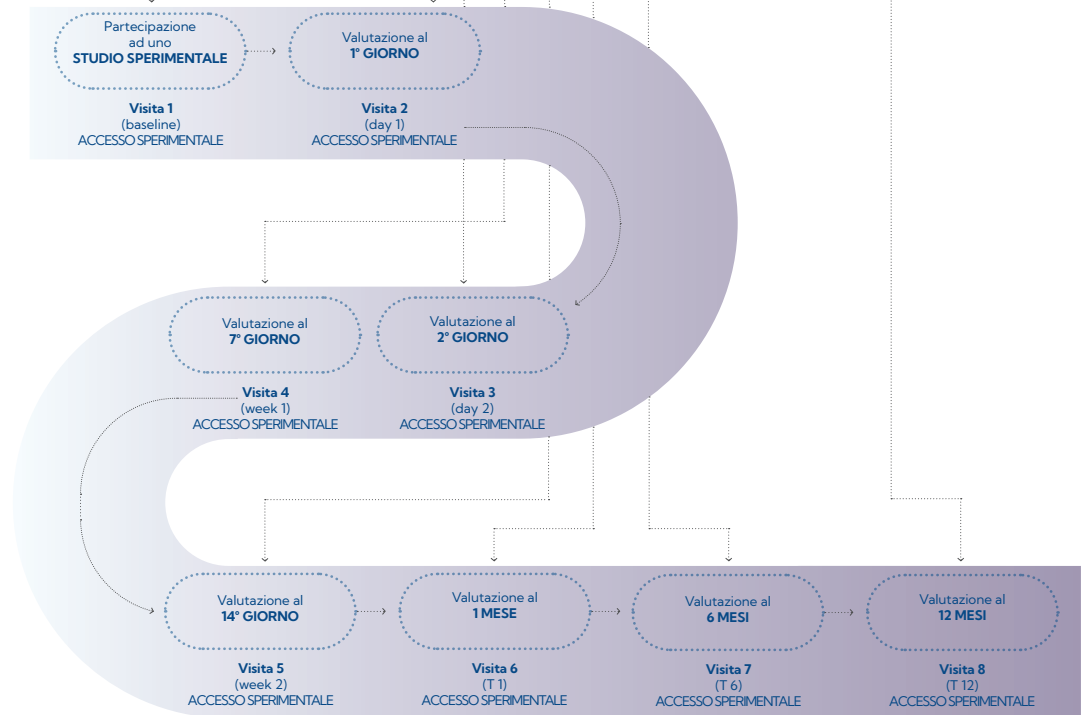 Partecipazione
ad uno
STUDIO SPERIMENTALE
Visita 1
(baseline)
ACCESSO SPERIMENTALE
Valutazione al
1° GIORNO
Visita 2
(day 1)
ACCESSO SPERIMENTALE
Valutazione al
2° GIORNO
Visita 3
(day 2)
ACCESSO SPERIMENTALE
Valutazione al
7° GIORNO
Visita 4
(week 1)
ACCESSO SPERIMENTALE
Valutazione al
14° GIORNO
Visita 5
(week 2)
ACCESSO SPERIMENTALE
Valutazione al
1 MESE
Visita 6
(T 1)
ACCESSO SPERIMENTALE
Valutazione al
6 MESI
Visita 7
(T 6)
ACCESSO SPERIMENTALE
Valutazione al
12 MESI
Visita 8
(T 12)
ACCESSO SPERIMENTALE